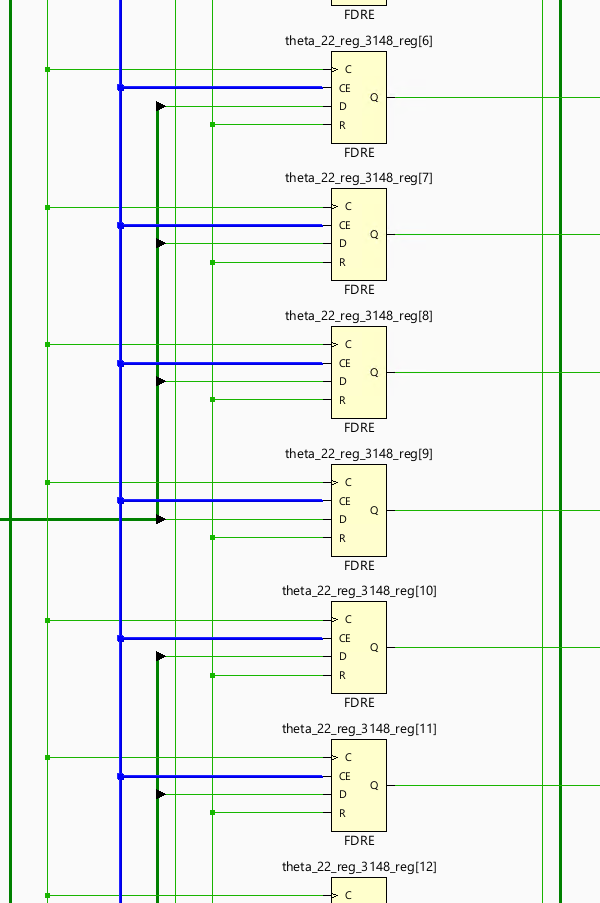 FDRE
theta_22_reg_3148_reg[6]
C
CE
D
R
Q
FDRE
theta_22_reg_3148_reg[7]
C
CE
D
R
Q
FDRE
theta_22_reg_3148_reg[8]
C
CE
D
R
Q
FDRE
theta_22_reg_3148_reg[9]
C
CE
D
R
Q
FDRE
theta_22_reg_3148_reg[10]
C
CE
D
R
Q
FDRE
theta_22_reg_3148_reg[11]
C
CE
D
R
Q
FDRE
theta_22_reg_3148_reg[12]
C